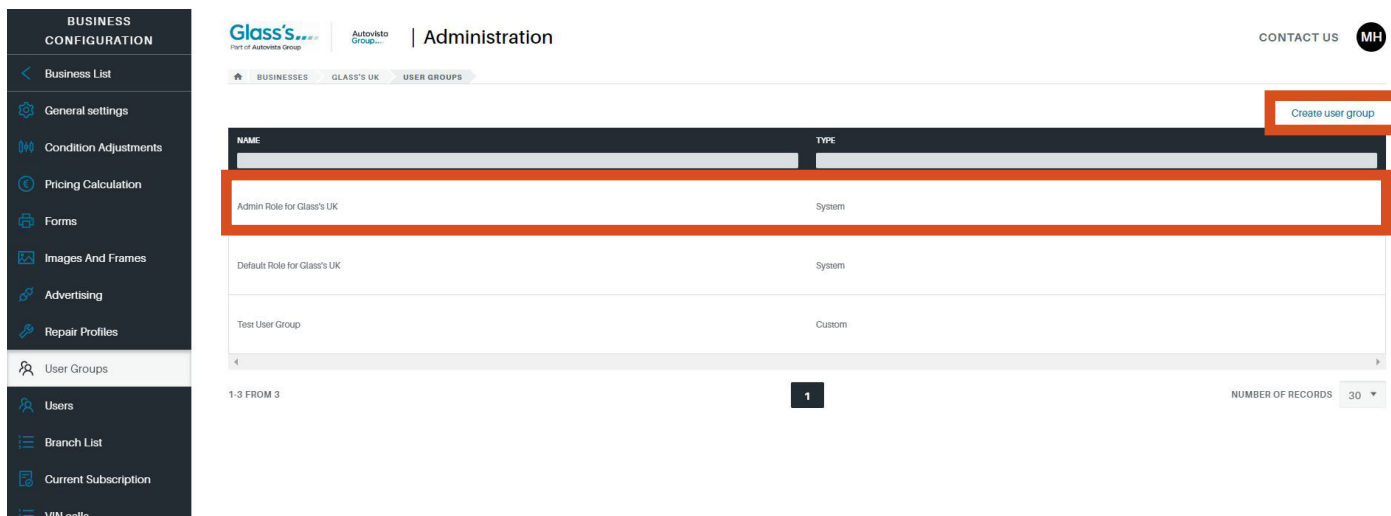 BUSINESS
CONFIGURATION
Business List
General settings
Condition Adjustments
Pricing Calculation
Forms
Images And Frames
Advertising
Repair Profiles
User Groups
Users
Branch List
Current Subscription
VIN calls
Glass's....
Part of Autovista Group
Autovista
Group....
| Administration
CONTACT US MH
BUSINESSES GLASS'S UK USER GROUPS
Create user group
NAME TYPE
Admin Role for Glass's UK System
Default Role for Glass's UK System
Test User Group Custom
1-3 FROM 3 1 NUMBER OF RECORDS 30